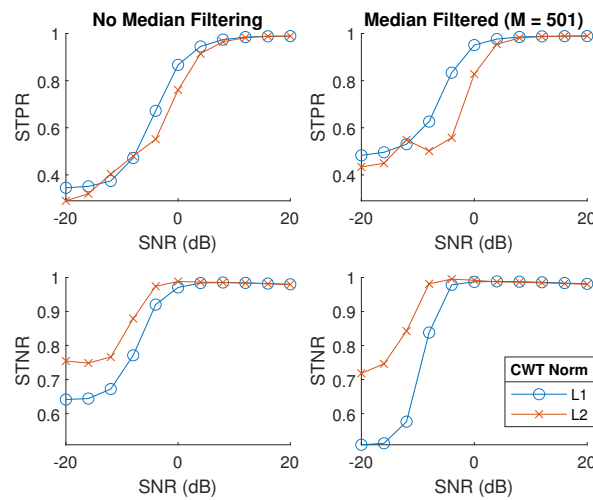 No Median Filtering
Median Filtered (M = 501)
STPR
1
0.8
0.6
0.4
-20 0 20
SNR (dB)
STPR
1
0.8
0.6
0.4
-20 0 20
SNR (dB)
STNR
1
0.9
0.8
0.7
0.6
-20 0 20
SNR (dB)
STNR
1
0.9
0.8
0.7
0.6
-20 0 20
SNR (dB)
CWT Norm
L1
L2